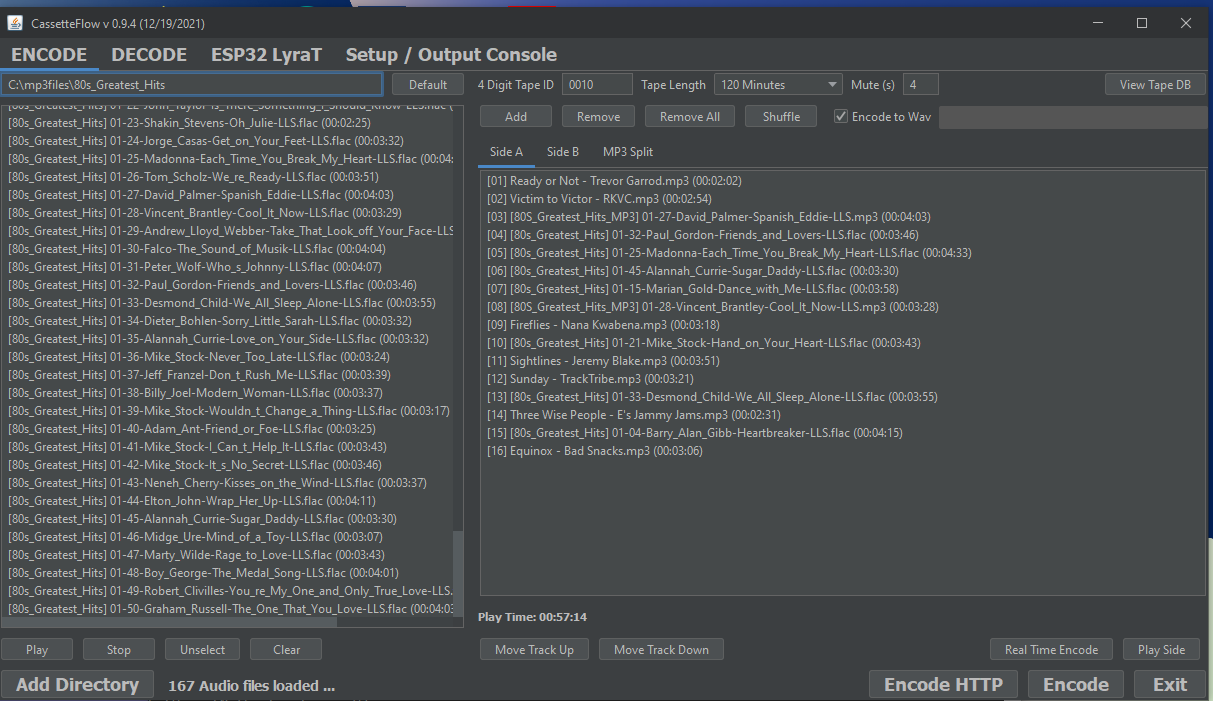 CassetteFlow v 0.9.4 (12/19/2021)
ENCODE DECODE ESP32 LyraT Setup / Output Console
C:\mp3files\80s_Greatest_Hits Default 4 Digit Tape ID 0010 Tape Length 120 Minutes Mute (s) 4 View Tape DB
[80s_Greatest_Hits] 01-22-John_Taylor-Is_There_Something_I_Should_Know-LLS.flac (
[80s_Greatest_Hits] 01-23-Shakin_Stevens-Oh_Julie-LLS.flac (00:02:25)
[80s_Greatest_Hits] 01-24-Jorge_Casas-Get_on_Your_Feet-LLS.flac (00:03:32)
[80s_Greatest_Hits] 01-25-Madonna-Each_Time_You_Break_My_Heart-LLS.flac (00:04:
[80s_Greatest_Hits] 01-26-Tom_Scholz-We_re_Ready-LLS.flac (00:03:51)
[80s_Greatest_Hits] 01-27-David_Palmer-Spanish_Eddie-LLS.flac (00:04:03)
[80s_Greatest_Hits] 01-28-Vincent_Brantley-Cool_It_Now-LLS.flac (00:03:29)
[80s_Greatest_Hits] 01-29-Andrew_Lloyd_Webber-Take_That_Look_off_Your_Face-LLS
[80s_Greatest_Hits] 01-30-Falco-The_Sound_of_Musik-LLS.flac (00:04:04)
[80s_Greatest_Hits] 01-31-Peter_Wolf-Who_s_Johnny-LLS.flac (00:04:07)
[80s_Greatest_Hits] 01-32-Paul_Gordon-Friends_and_Lovers-LLS.flac (00:03:46)
[80s_Greatest_Hits] 01-33-Desmond_Child-We_All_Sleep_Alone-LLS.flac (00:03:55)
[80s_Greatest_Hits] 01-34-Dieter_Bohlen-Sorry_Little_Sarah-LLS.flac (00:03:32)
[80s_Greatest_Hits] 01-35-Alannah_Currie-Love_on_Your_Side-LLS.flac (00:03:32)
[80s_Greatest_Hits] 01-36-Mike_Stock-Never_Too_Late-LLS.flac (00:03:24)
[80s_Greatest_Hits] 01-37-Jeff_Franzel-Don_t_Rush_Me-LLS.flac (00:03:39)
[80s_Greatest_Hits] 01-38-Billy_Joel-Modern_Woman-LLS.flac (00:03:37)
[80s_Greatest_Hits] 01-39-Mike_Stock-Wouldn_t_Change_a_Thing-LLS.flac (00:03:17)
[80s_Greatest_Hits] 01-40-Adam_Ant-Friend_or_Foe-LLS.flac (00:03:25)
[80s_Greatest_Hits] 01-41-Mike_Stock-I_Can_t_Help_It-LLS.flac (00:03:43)
[80s_Greatest_Hits] 01-42-Mike_Stock-It_s_No_Secret-LLS.flac (00:03:46)
[80s_Greatest_Hits] 01-43-Neneh_Cherry-Kisses_on_the_Wind-LLS.flac (00:03:37)
[80s_Greatest_Hits] 01-44-Elton_John-Wrap_Her_Up-LLS.flac (00:04:11)
[80s_Greatest_Hits] 01-45-Alannah_Currie-Sugar_Daddy-LLS.flac (00:03:30)
[80s_Greatest_Hits] 01-46-Midge_Ure-Mind_of_a_Toy-LLS.flac (00:03:07)
[80s_Greatest_Hits] 01-47-Marty_Wilde-Rage_to_Love-LLS.flac (00:03:43)
[80s_Greatest_Hits] 01-48-Boy_George-The_Medal_Song-LLS.flac (00:04:01)
[80s_Greatest_Hits] 01-49-Robert_Clivilles-You_re_My_One_and_Only_True_Love-LLS.
[80s_Greatest_Hits] 01-50-Graham_Russell-The_One_That_You_Love-LLS.flac (00:04:03
Add Remove Remove All Shuffle Encode to Wav
Side A Side B MP3 Split
[01] Ready or Not - Trevor Garrod.mp3 (00:02:02)
[02] Victim to Victor - RKVC.mp3 (00:02:54)
[03] [80S_Greatest_Hits_MP3] 01-27-David_Palmer-Spanish_Eddie-LLS.mp3 (00:04:03)
[04] [80s_Greatest_Hits] 01-32-Paul_Gordon-Friends_and_Lovers-LLS.flac (00:03:46)
[05] [80s_Greatest_Hits] 01-25-Madonna-Each_Time_You_Break_My_Heart-LLS.flac (00:04:33)
[06] [80s_Greatest_Hits] 01-45-Alannah_Currie-Sugar_Daddy-LLS.flac (00:03:30)
[07] [80s_Greatest_Hits] 01-15-Marian_Gold-Dance_with_Me-LLS.flac (00:03:58)
[08] [80S_Greatest_Hits_MP3] 01-28-Vincent_Brantley-Cool_It_Now-LLS.mp3 (00:03:28)
[09] Fireflies - Nana Kwabena.mp3 (00:03:18)
[10] [80s_Greatest_Hits] 01-21-Mike_Stock-Hand_on_Your_Heart-LLS.flac (00:03:43)
[11] Sightlines - Jeremy Blake.mp3 (00:03:51)
[12] Sunday - TrackTribe.mp3 (00:03:21)
[13] [80s_Greatest_Hits] 01-33-Desmond_Child-We_All_Sleep_Alone-LLS.flac (00:03:55)
[14] Three Wise People - E's Jammy Jams.mp3 (00:02:31)
[15] [80s_Greatest_Hits] 01-04-Barry_Alan_Gibb-Heartbreaker-LLS.flac (00:04:15)
[16] Equinox - Bad Snacks.mp3 (00:03:06)
Play Time: 00:57:14
Play Stop Unselect Clear Move Track Up Move Track Down Real Time Encode Play Side
Add Directory 167 Audio files loaded ... Encode HTTP Encode Exit